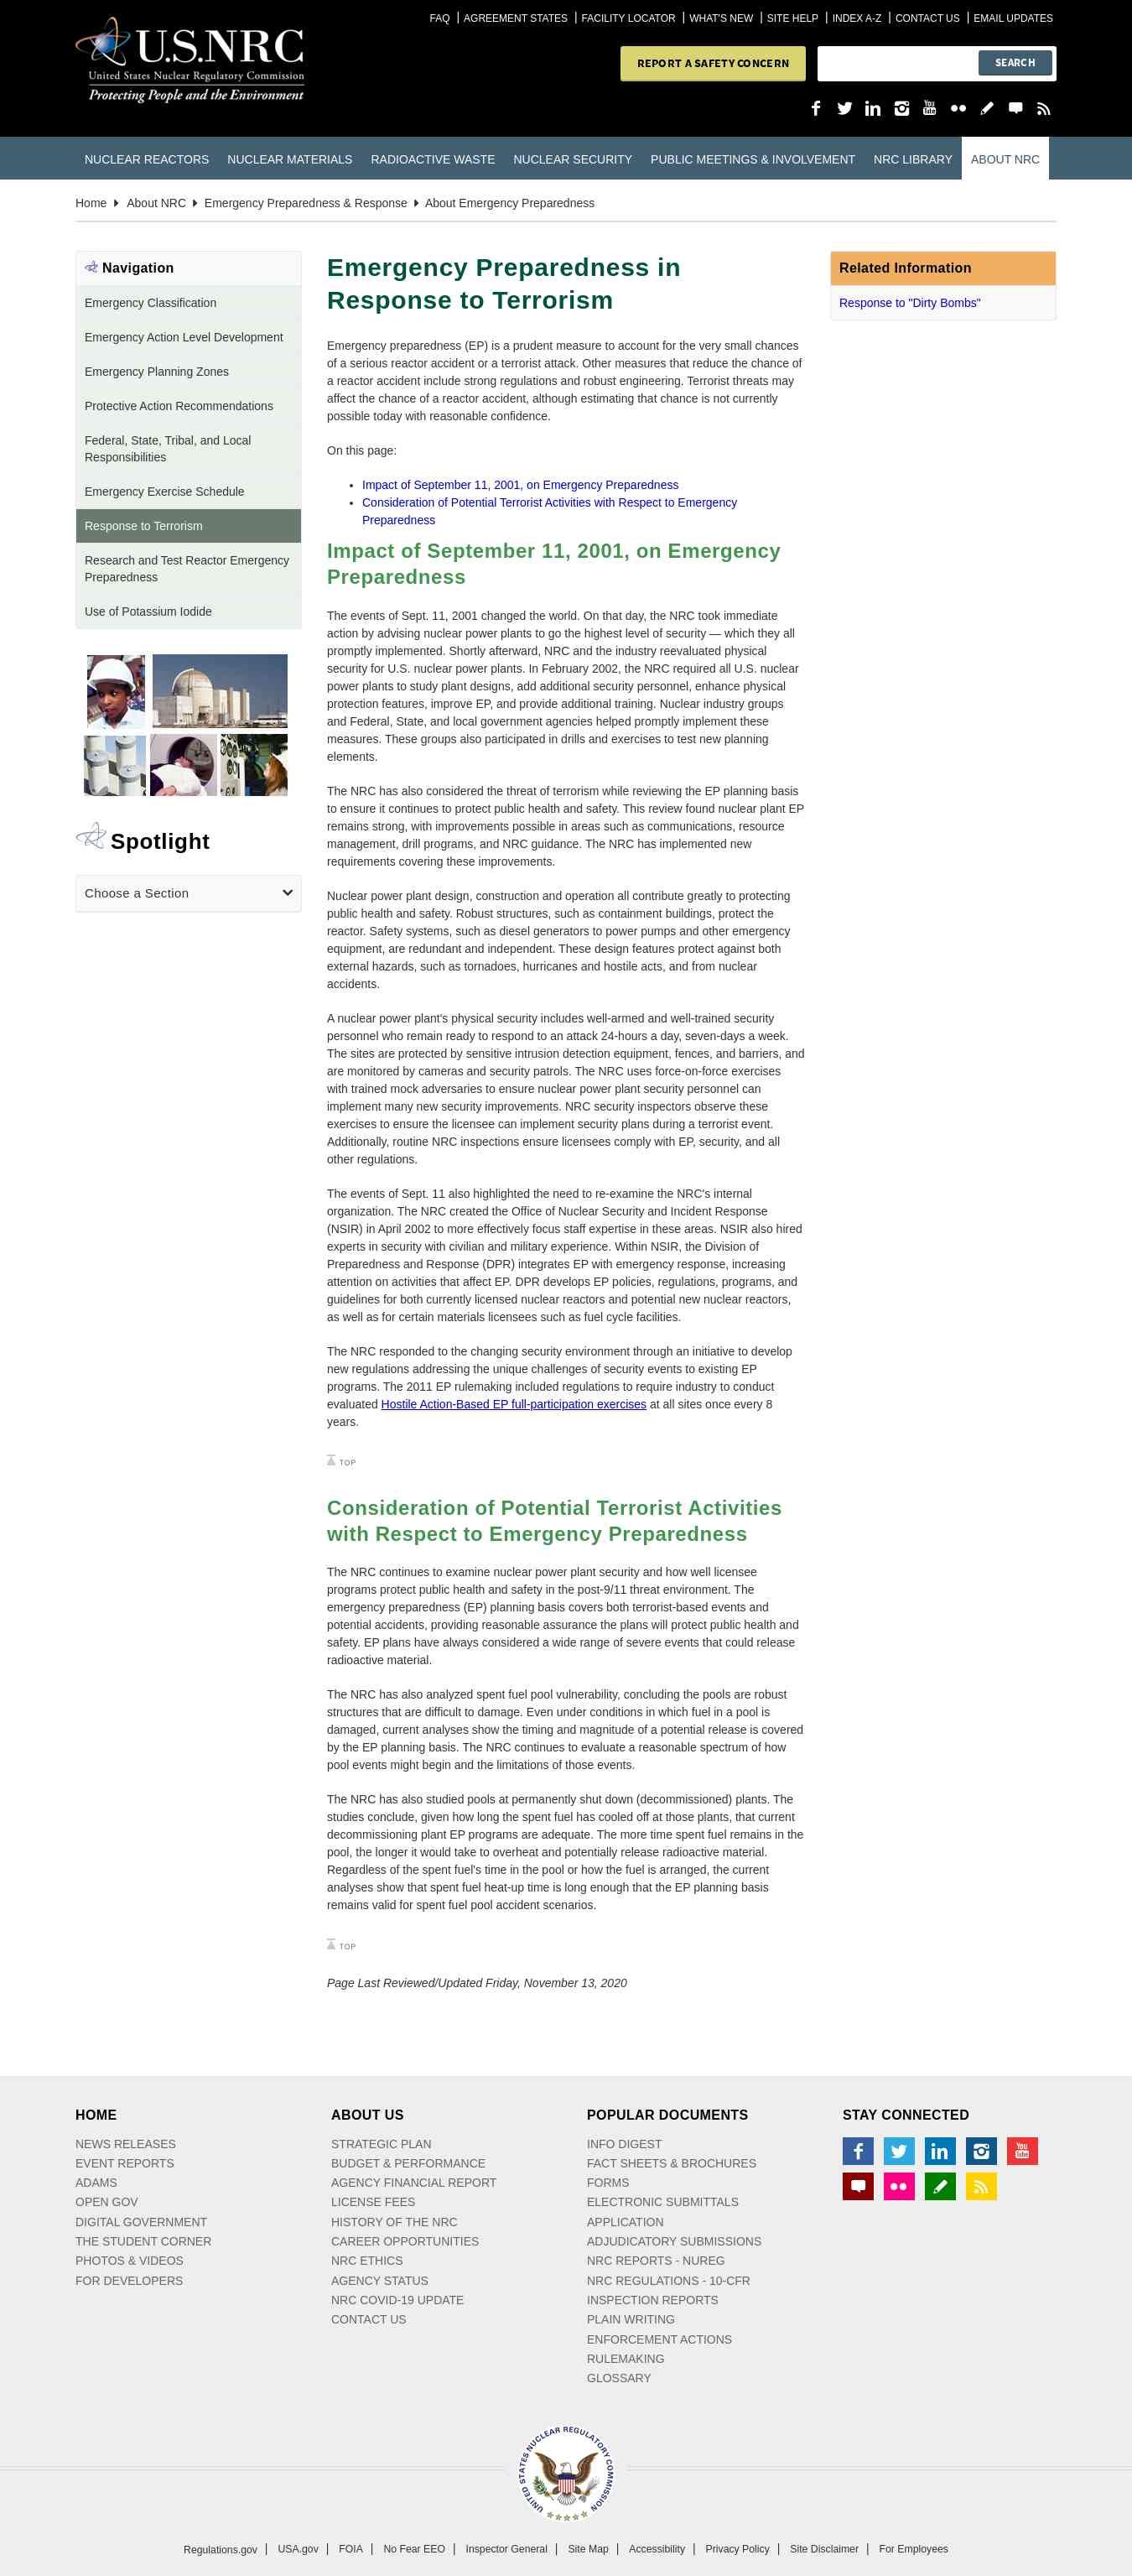 FAQ | AGREEMENT STATES | FACILITY LOCATOR | WHAT'S NEW | SITE HELP | INDEX A-Z | CONTACT US | EMAIL UPDATES
U.S.NRC
United States Nuclear Regulatory Commission
Protecting People and the Environment
REPORT A SAFETY CONCERN
SEARCH
NUCLEAR REACTORS NUCLEAR MATERIALS RADIOACTIVE WASTE NUCLEAR SECURITY PUBLIC MEETINGS & INVOLVEMENT NRC LIBRARY ABOUT NRC
Home About NRC Emergency Preparedness & Response About Emergency Preparedness
Navigation
Emergency Classification
Emergency Action Level Development
Emergency Planning Zones
Protective Action Recommendations
Federal, State, Tribal, and Local
Responsibilities
Emergency Exercise Schedule
Response to Terrorism
Research and Test Reactor Emergency
Preparedness
Use of Potassium Iodide
Spotlight
Choose a Section
Emergency Preparedness in
Response to Terrorism
Emergency preparedness (EP) is a prudent measure to account for the very small chances
of a serious reactor accident or a terrorist attack. Other measures that reduce the chance of
a reactor accident include strong regulations and robust engineering. Terrorist threats may
affect the chance of a reactor accident, although estimating that chance is not currently
possible today with reasonable confidence.
On this page:
• Impact of September 11, 2001, on Emergency Preparedness
• Consideration of Potential Terrorist Activities with Respect to Emergency
Preparedness
Impact of September 11, 2001, on Emergency
Preparedness
The events of Sept. 11, 2001 changed the world. On that day, the NRC took immediate
action by advising nuclear power plants to go the highest level of security — which they all
promptly implemented. Shortly afterward, NRC and the industry reevaluated physical
security for U.S. nuclear power plants. In February 2002, the NRC required all U.S. nuclear
power plants to study plant designs, add additional security personnel, enhance physical
protection features, improve EP, and provide additional training. Nuclear industry groups
and Federal, State, and local government agencies helped promptly implement these
measures. These groups also participated in drills and exercises to test new planning
elements.
The NRC has also considered the threat of terrorism while reviewing the EP planning basis
to ensure it continues to protect public health and safety. This review found nuclear plant EP
remains strong, with improvements possible in areas such as communications, resource
management, drill programs, and NRC guidance. The NRC has implemented new
requirements covering these improvements.
Nuclear power plant design, construction and operation all contribute greatly to protecting
public health and safety. Robust structures, such as containment buildings, protect the
reactor. Safety systems, such as diesel generators to power pumps and other emergency
equipment, are redundant and independent. These design features protect against both
external hazards, such as tornadoes, hurricanes and hostile acts, and from nuclear
accidents.
A nuclear power plant's physical security includes well-armed and well-trained security
personnel who remain ready to respond to an attack 24-hours a day, seven-days a week.
The sites are protected by sensitive intrusion detection equipment, fences, and barriers, and
are monitored by cameras and security patrols. The NRC uses force-on-force exercises
with trained mock adversaries to ensure nuclear power plant security personnel can
implement many new security improvements. NRC security inspectors observe these
exercises to ensure the licensee can implement security plans during a terrorist event.
Additionally, routine NRC inspections ensure licensees comply with EP, security, and all
other regulations.
The events of Sept. 11 also highlighted the need to re-examine the NRC's internal
organization. The NRC created the Office of Nuclear Security and Incident Response
(NSIR) in April 2002 to more effectively focus staff expertise in these areas. NSIR also hired
experts in security with civilian and military experience. Within NSIR, the Division of
Preparedness and Response (DPR) integrates EP with emergency response, increasing
attention on activities that affect EP. DPR develops EP policies, regulations, programs, and
guidelines for both currently licensed nuclear reactors and potential new nuclear reactors,
as well as for certain materials licensees such as fuel cycle facilities.
The NRC responded to the changing security environment through an initiative to develop
new regulations addressing the unique challenges of security events to existing EP
programs. The 2011 EP rulemaking included regulations to require industry to conduct
evaluated Hostile Action-Based EP full-participation exercises at all sites once every 8
years.
TOP
Consideration of Potential Terrorist Activities
with Respect to Emergency Preparedness
The NRC continues to examine nuclear power plant security and how well licensee
programs protect public health and safety in the post-9/11 threat environment. The
emergency preparedness (EP) planning basis covers both terrorist-based events and
potential accidents, providing reasonable assurance the plans will protect public health and
safety. EP plans have always considered a wide range of severe events that could release
radioactive material.
The NRC has also analyzed spent fuel pool vulnerability, concluding the pools are robust
structures that are difficult to damage. Even under conditions in which fuel in a pool is
damaged, current analyses show the timing and magnitude of a potential release is covered
by the EP planning basis. The NRC continues to evaluate a reasonable spectrum of how
pool events might begin and the limitations of those events.
The NRC has also studied pools at permanently shut down (decommissioned) plants. The
studies conclude, given how long the spent fuel has cooled off at those plants, that current
decommissioning plant EP programs are adequate. The more time spent fuel remains in the
pool, the longer it would take to overheat and potentially release radioactive material.
Regardless of the spent fuel's time in the pool or how the fuel is arranged, the current
analyses show that spent fuel heat-up time is long enough that the EP planning basis
remains valid for spent fuel pool accident scenarios.
TOP
Page Last Reviewed/Updated Friday, November 13, 2020
Related Information
Response to "Dirty Bombs"
HOME
NEWS RELEASES
EVENT REPORTS
ADAMS
OPEN GOV
DIGITAL GOVERNMENT
THE STUDENT CORNER
PHOTOS & VIDEOS
FOR DEVELOPERS
ABOUT US
STRATEGIC PLAN
BUDGET & PERFORMANCE
AGENCY FINANCIAL REPORT
LICENSE FEES
HISTORY OF THE NRC
CAREER OPPORTUNITIES
NRC ETHICS
AGENCY STATUS
NRC COVID-19 UPDATE
CONTACT US
POPULAR DOCUMENTS
INFO DIGEST
FACT SHEETS & BROCHURES
FORMS
ELECTRONIC SUBMITTALS
APPLICATION
ADJUDICATORY SUBMISSIONS
NRC REPORTS - NUREG
NRC REGULATIONS - 10-CFR
INSPECTION REPORTS
PLAIN WRITING
ENFORCEMENT ACTIONS
RULEMAKING
GLOSSARY
STAY CONNECTED
You Tube
UNITED STATES NUCLEAR REGULATORY COMMISSION
Regulations.gov | USA.gov | FOIA | No Fear EEO | Inspector General | Site Map | Accessibility | Privacy Policy | Site Disclaimer | For Employees